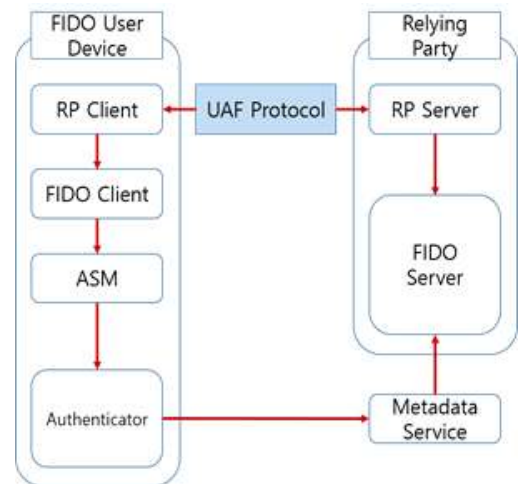 FIDO User
Device
Relying
Party
RP Client
UAF Protocol
RP Server
FIDO Client
FIDO
Server
ASM
Authenticator
Metadata
Service